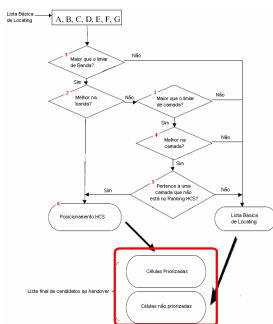 Lista Básica
de Locating
A, B, C, D, E, F, G
1
Maior que o limiar
de Banda?
Não
Sim
2
Melhor na
banda?
Não
3
Maior que o limiar
de camada?
Não
Sim
4
Melhor na
camada?
Não
Sim
Sim
5
Pertence a uma
camada que não
está no Ranking HCS?
Não
6
Posicionamento HCS
Lista Básica
de Locating
Células Priorizadas
Lista final de candidatos ao handover
Células não priorizadas